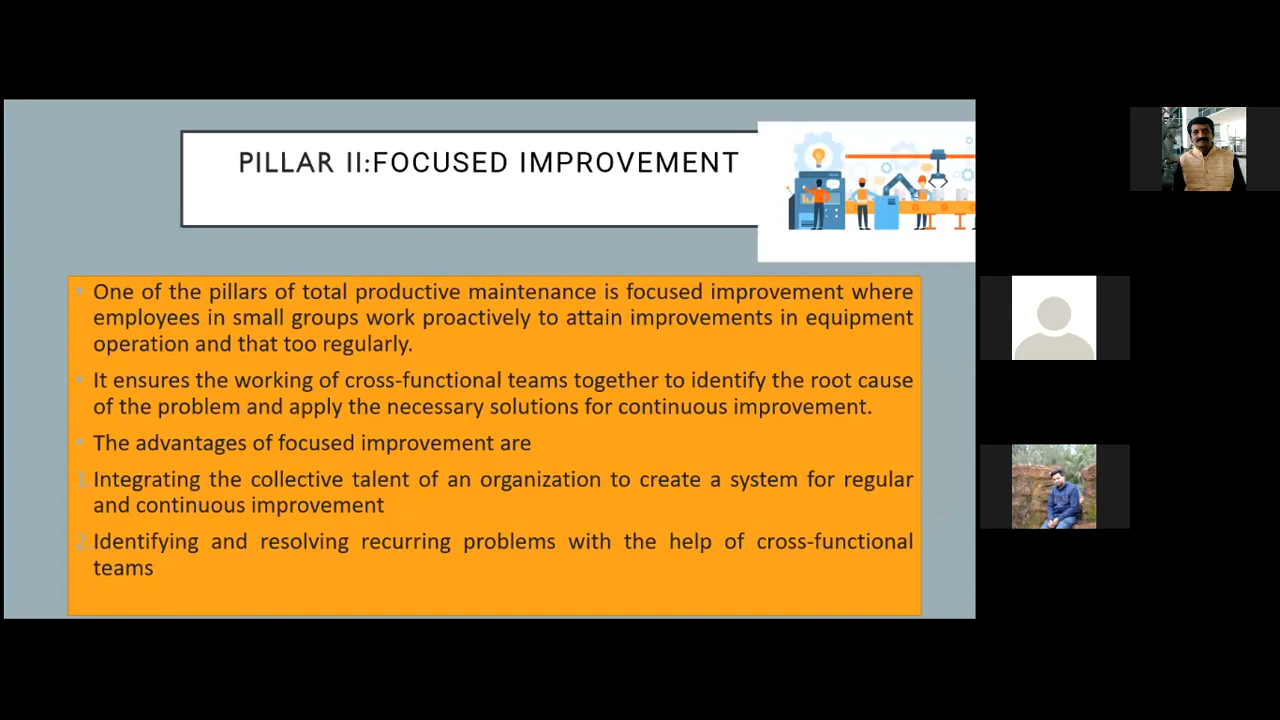 PILLAR II:FOCUSED IMPROVEMENT
• One of the pillars of total productive maintenance is focused improvement where
employees in small groups work proactively to attain improvements in equipment
operation and that too regularly.
• It ensures the working of cross-functional teams together to identify the root cause
of the problem and apply the necessary solutions for continuous improvement.
• The advantages of focused improvement are
1. Integrating the collective talent of an organization to create a system for regular
and continuous improvement
2. Identifying and resolving recurring problems with the help of cross-functional
teams